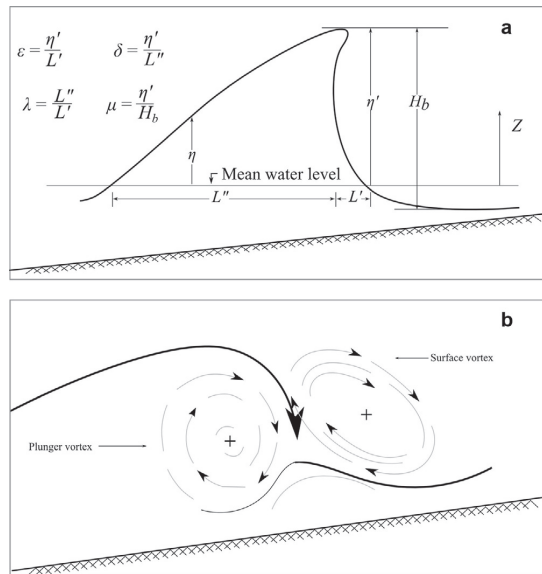 a
ε = η′/L′
δ = η′/L″
λ = L″/L′
μ = η′/H_b
η
η′
H_b
Z
Mean water level
L″
L′
b
Surface vortex
Plunger vortex